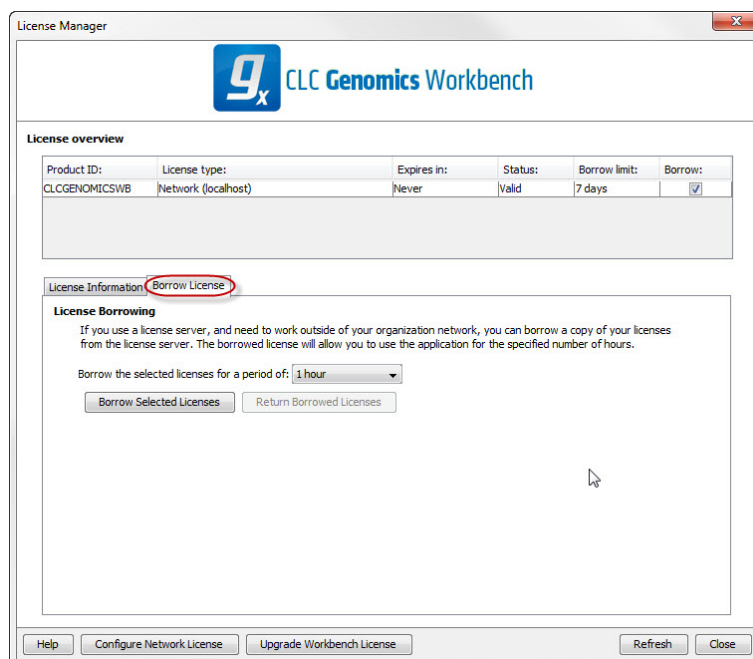 License Manager
gx CLC Genomics Workbench
License overview
Product ID: License type: Expires in: Status: Borrow limit: Borrow:
CLCGENOMICSWB Network (localhost) Never Valid 7 days
License Information Borrow License
License Borrowing
If you use a license server, and need to work outside of your organization network, you can borrow a copy of your licenses
from the license server. The borrowed license will allow you to use the application for the specified number of hours.
Borrow the selected licenses for a period of: 1 hour
Borrow Selected Licenses Return Borrowed Licenses
Help Configure Network License Upgrade Workbench License Refresh Close